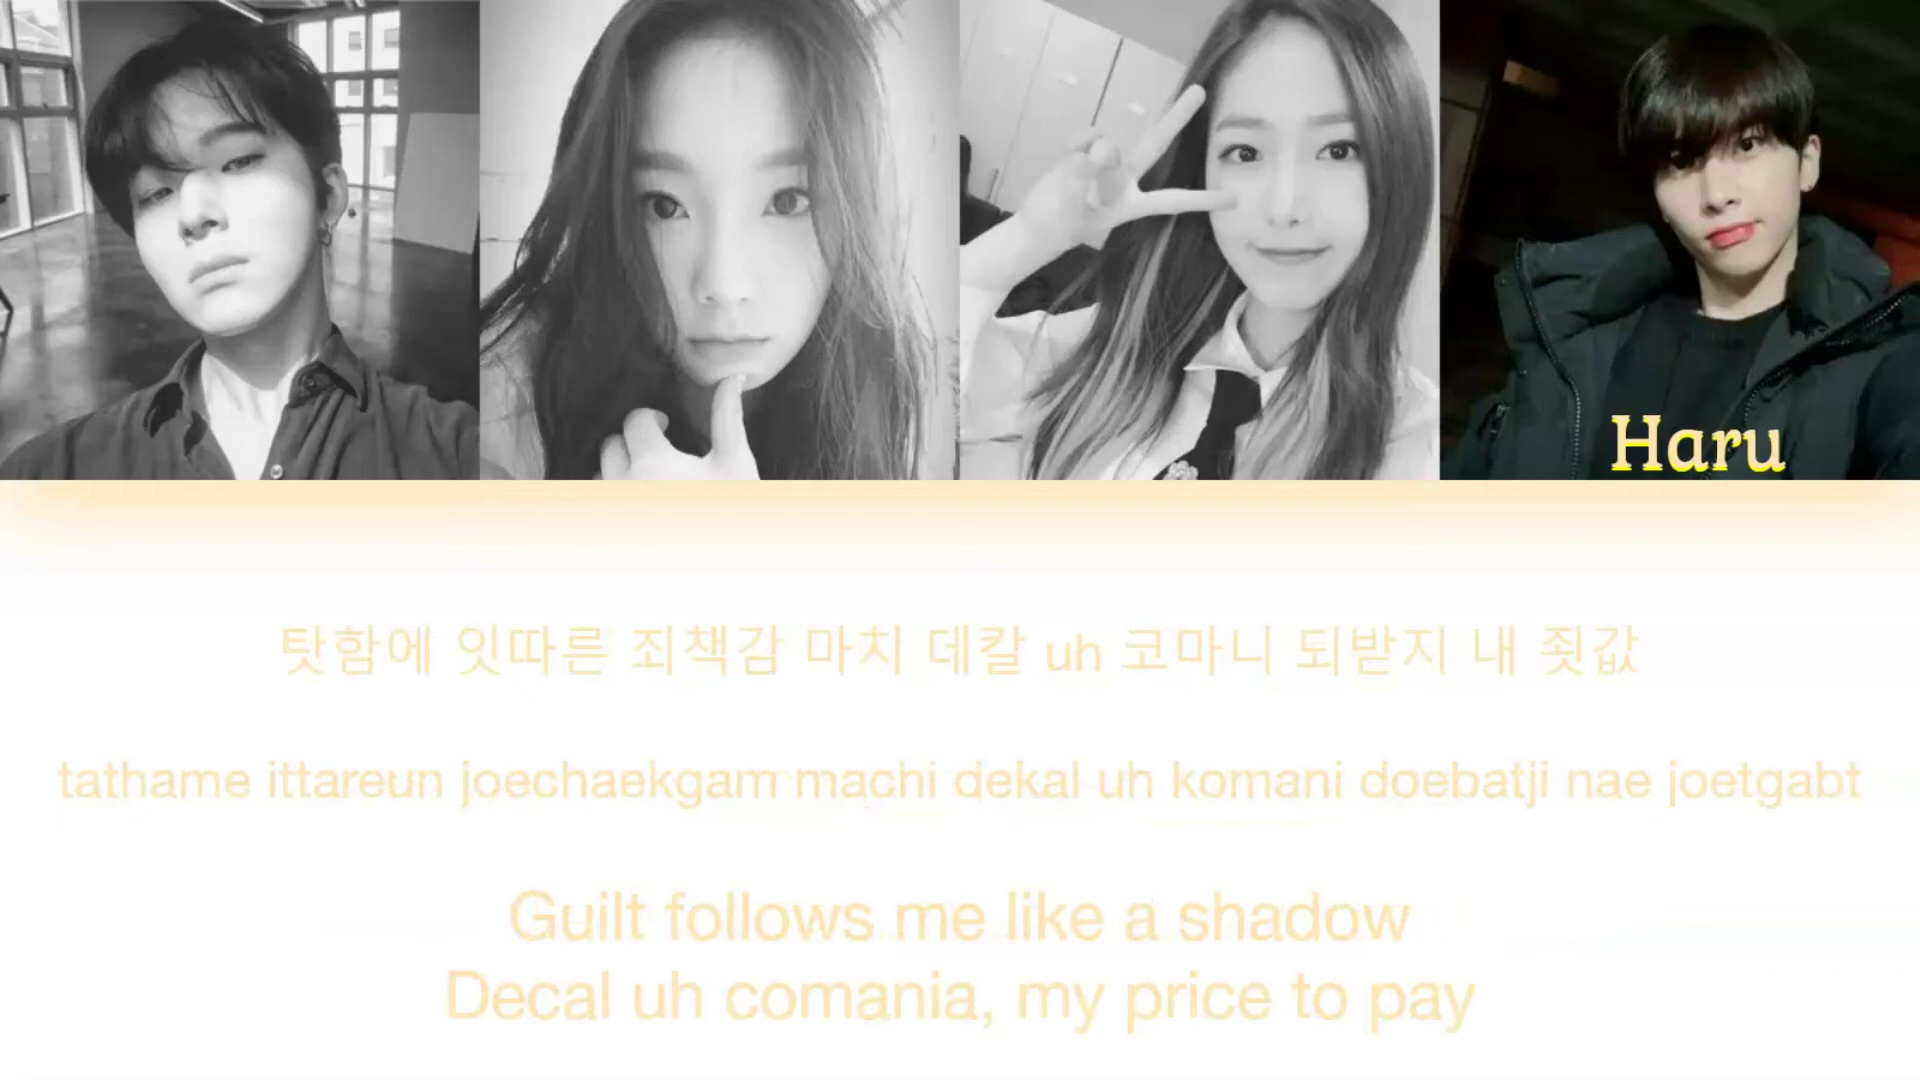 Haru
탓함에 잇따른 죄책감 마치 데칼 uh 코마니 되받지 내 죗값
tathame ittareun joechaekgam machi dekal uh komani doebatji nae joetgabt
Guilt follows me like a shadow
Decal uh comania, my price to pay